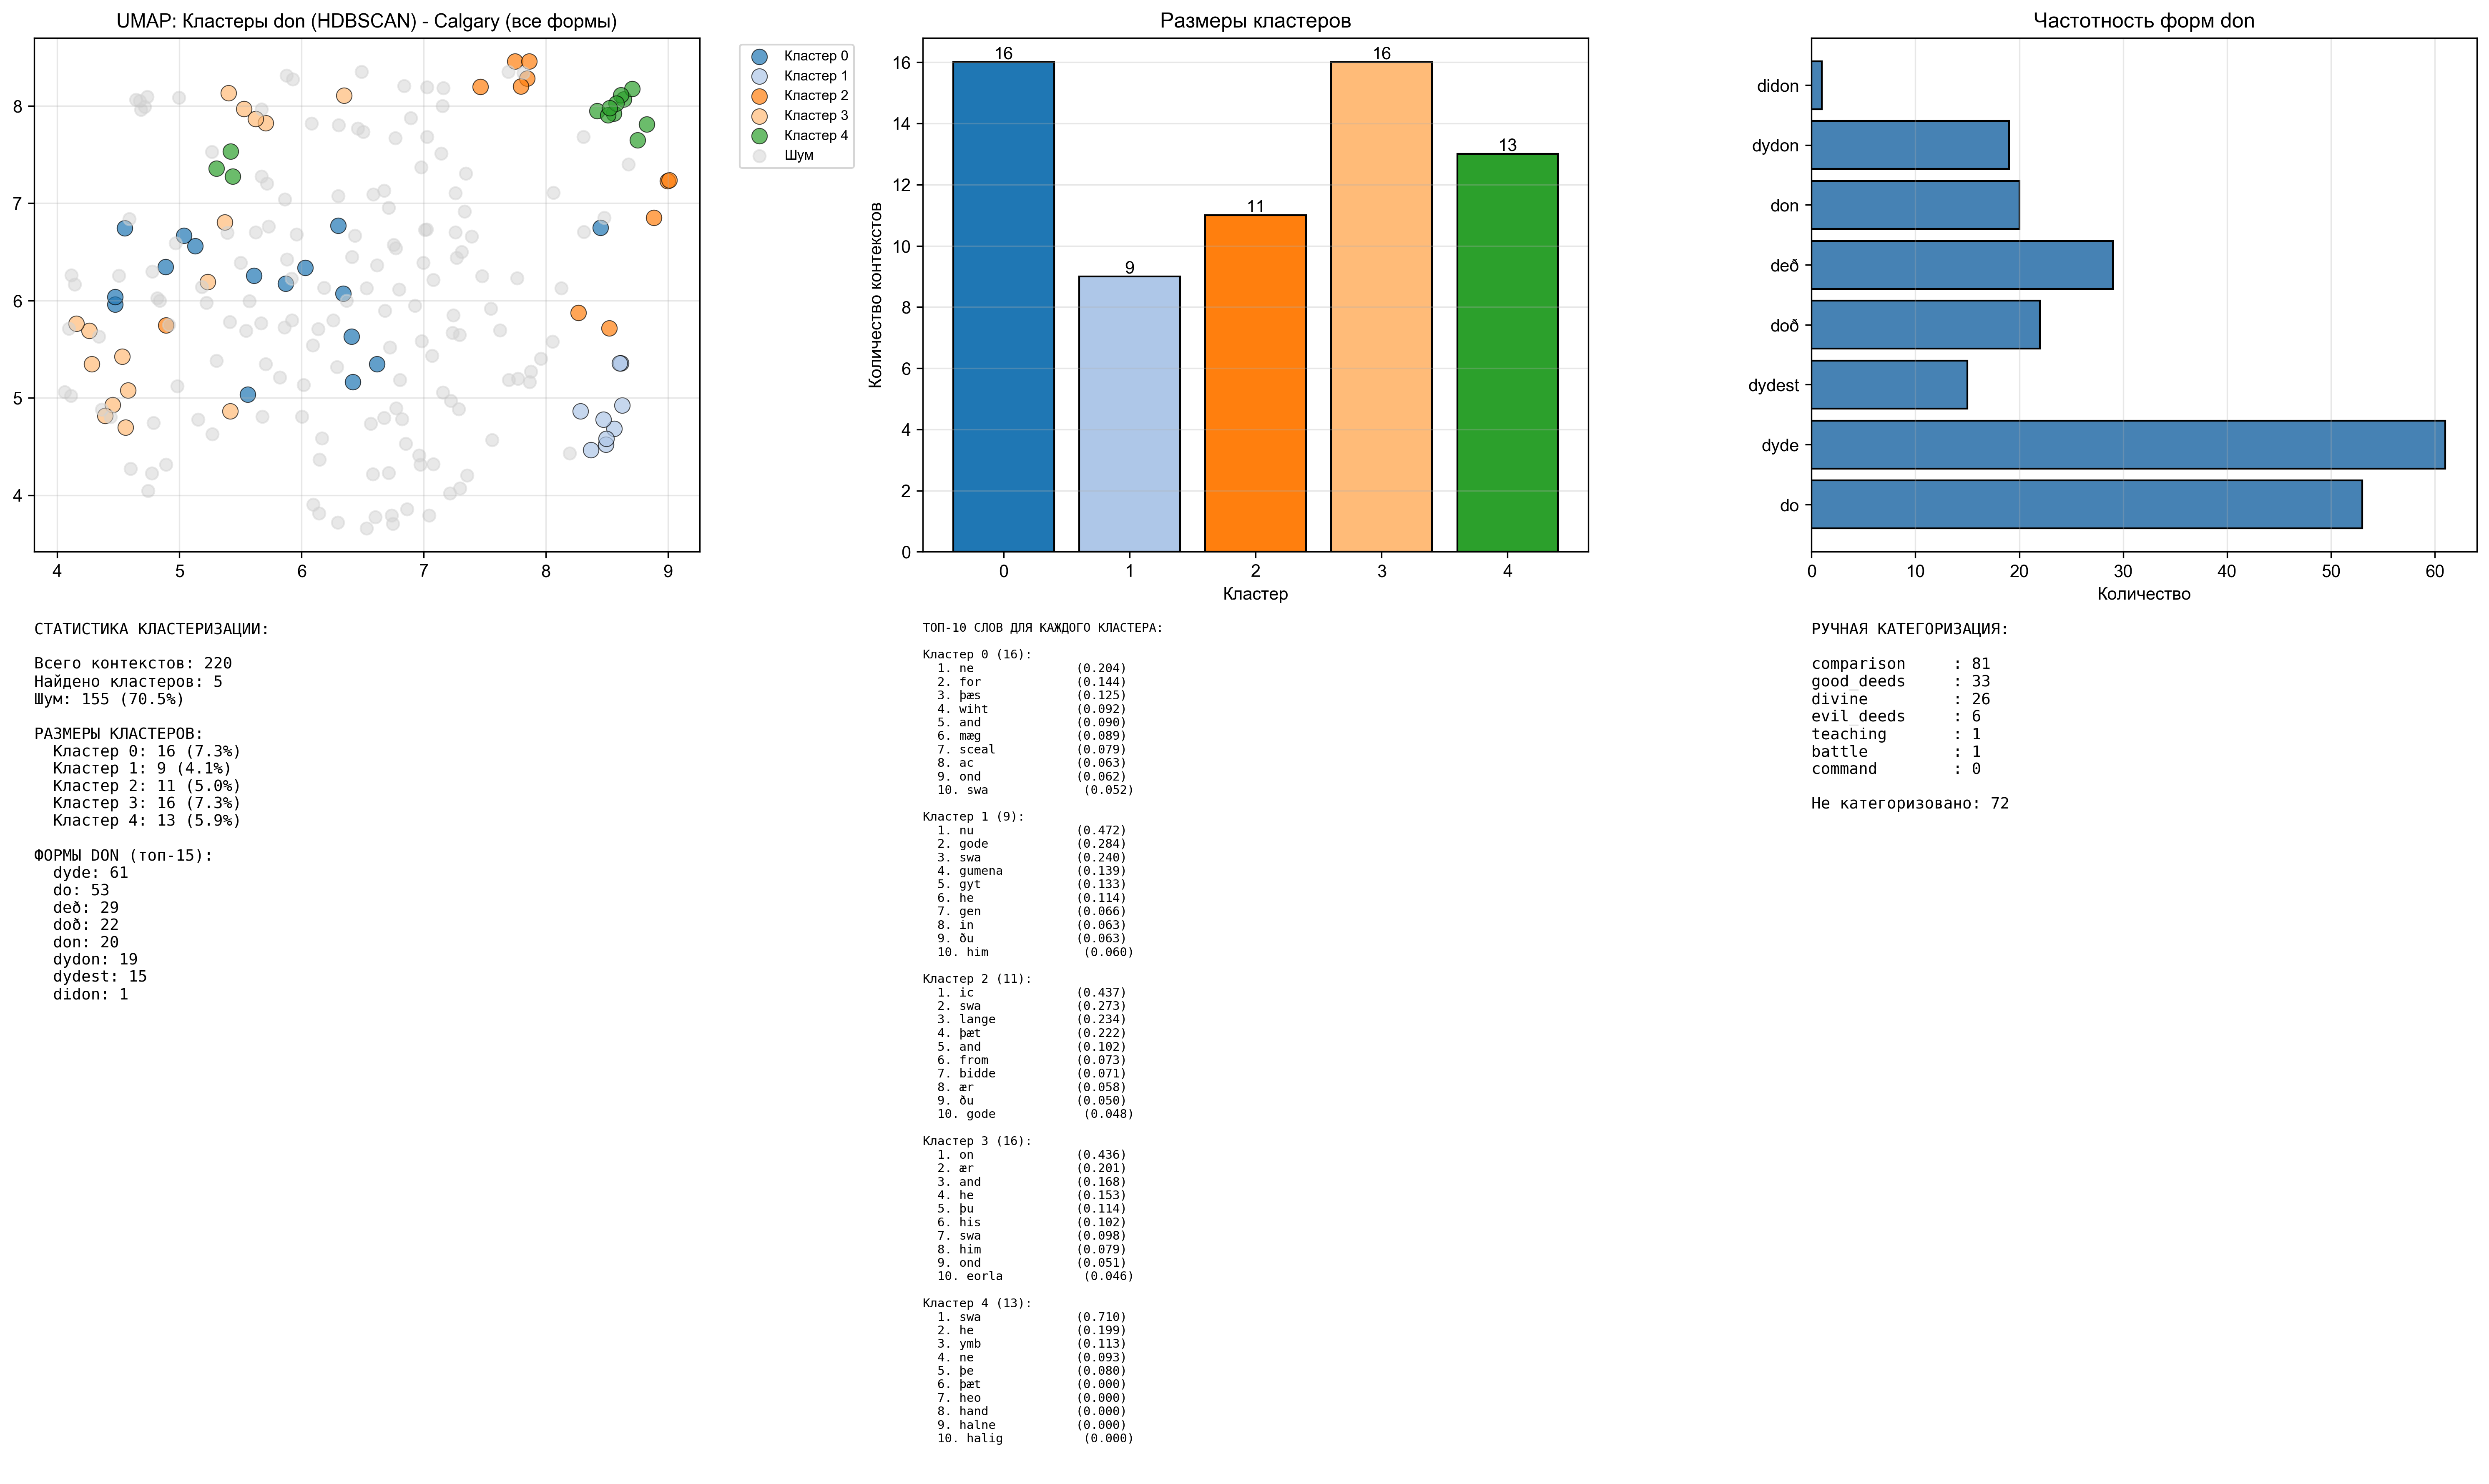 UMAP: Кластеры don (HDBSCAN) - Calgary (все формы)
8
7
6
5
4
4
5
6
7
8
9
Кластер 0
Кластер 1
Кластер 2
Кластер 3
Кластер 4
Шум
Размеры кластеров
Количество контекстов
16
14
12
10
8
6
4
2
0
16
9
11
16
13
0
1
2
3
4
Кластер
Частотность форм don
didon
dydon
don
deð
doð
dydest
dyde
do
0
10
20
30
40
50
60
Количество
СТАТИСТИКА КЛАСТЕРИЗАЦИИ:
Всего контекстов: 220
Найдено кластеров: 5
Шум: 155 (70.5%)
РАЗМЕРЫ КЛАСТЕРОВ:
Кластер 0: 16 (7.3%)
Кластер 1: 9 (4.1%)
Кластер 2: 11 (5.0%)
Кластер 3: 16 (7.3%)
Кластер 4: 13 (5.9%)
ФОРМЫ DON (топ-15):
dyde: 61
do: 53
deð: 29
doð: 22
don: 20
dydon: 19
dydest: 15
didon: 1
ТОП-10 СЛОВ ДЛЯ КАЖДОГО КЛАСТЕРА:
Кластер 0 (16):
1. ne (0.204)
2. for (0.144)
3. þæs (0.125)
4. wiht (0.092)
5. and (0.090)
6. mæg (0.089)
7. sceal (0.079)
8. ac (0.063)
9. ond (0.062)
10. swa (0.052)
Кластер 1 (9):
1. nu (0.472)
2. gode (0.284)
3. swa (0.240)
4. gumena (0.139)
5. gyt (0.133)
6. he (0.114)
7. gen (0.066)
8. in (0.063)
9. ðu (0.063)
10. him (0.060)
Кластер 2 (11):
1. ic (0.437)
2. swa (0.273)
3. lange (0.234)
4. þæt (0.222)
5. and (0.102)
6. from (0.073)
7. bidde (0.071)
8. ær (0.058)
9. ðu (0.050)
10. gode (0.048)
Кластер 3 (16):
1. on (0.436)
2. ær (0.201)
3. and (0.168)
4. he (0.153)
5. þu (0.114)
6. his (0.102)
7. swa (0.098)
8. him (0.079)
9. ond (0.051)
10. eorla (0.046)
Кластер 4 (13):
1. swa (0.710)
2. he (0.199)
3. ymb (0.113)
4. ne (0.093)
5. þe (0.080)
6. þæt (0.000)
7. heo (0.000)
8. hand (0.000)
9. halne (0.000)
10. halig (0.000)
РУЧНАЯ КАТЕГОРИЗАЦИЯ:
comparison : 81
good_deeds : 33
divine : 26
evil_deeds : 6
teaching : 1
battle : 1
command : 0
Не категоризовано: 72